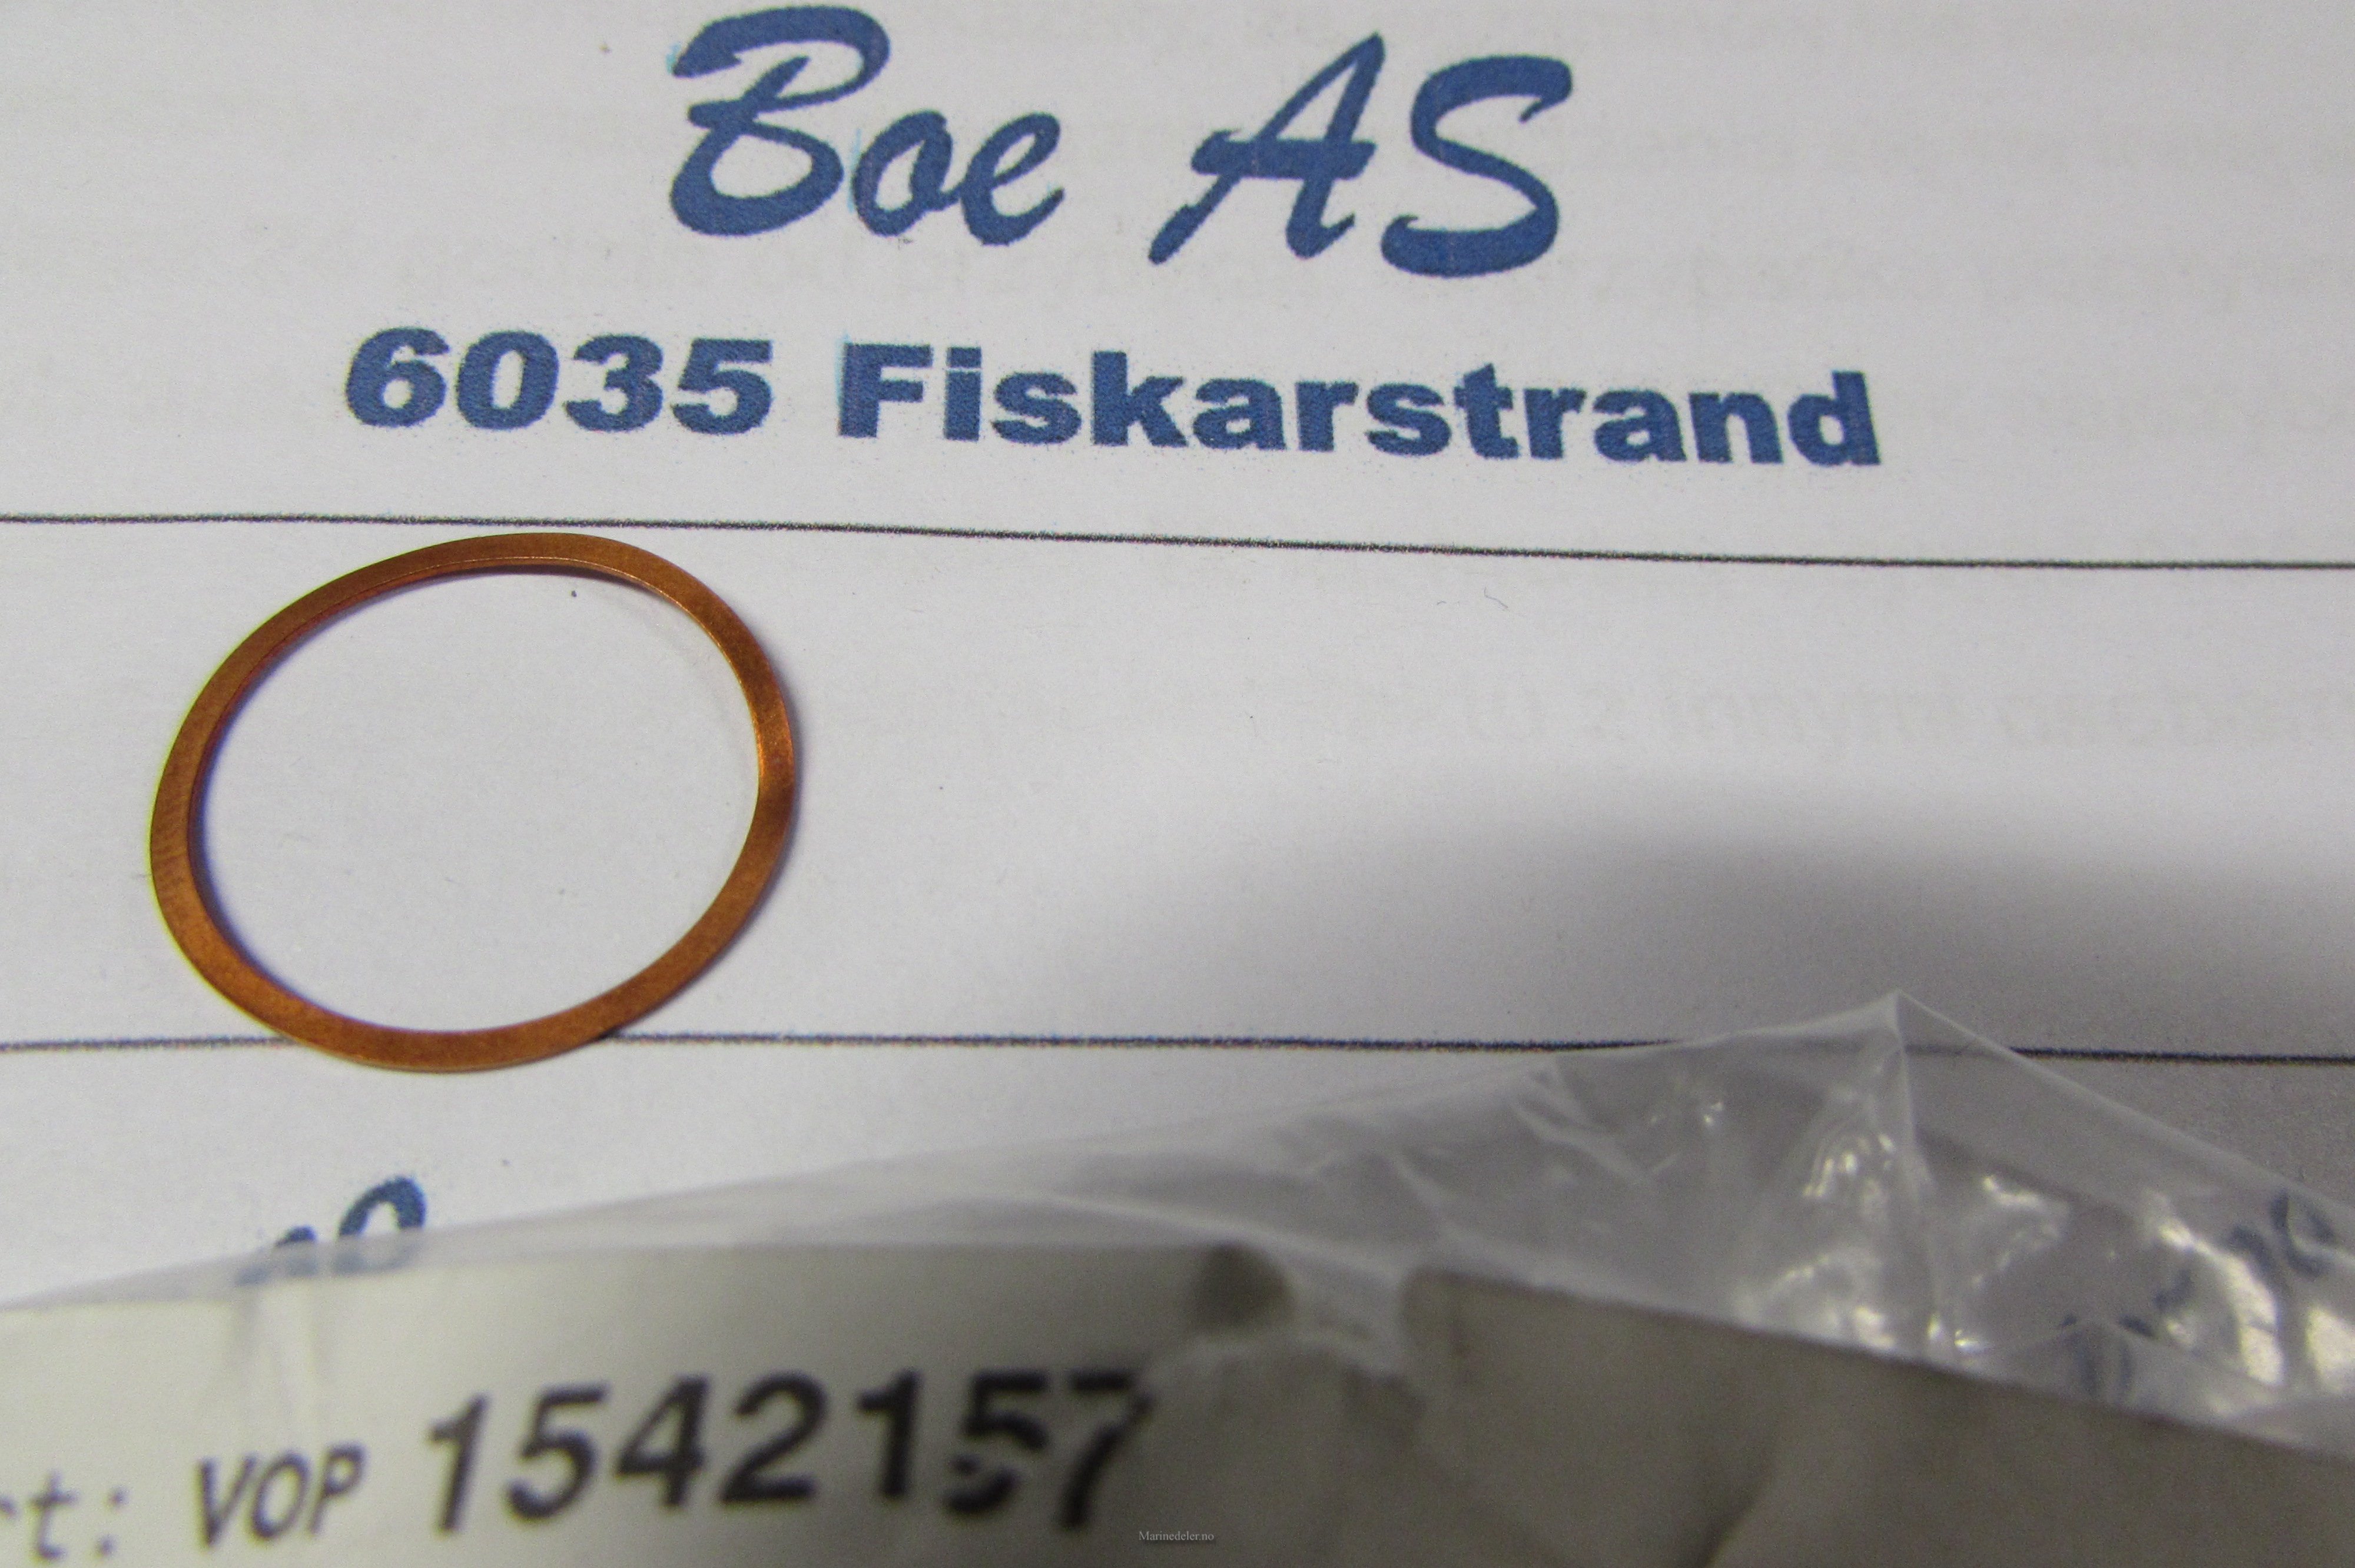 Boe AS
6035 Fiskarstrand
VOP 1542157
Marinedeler.no